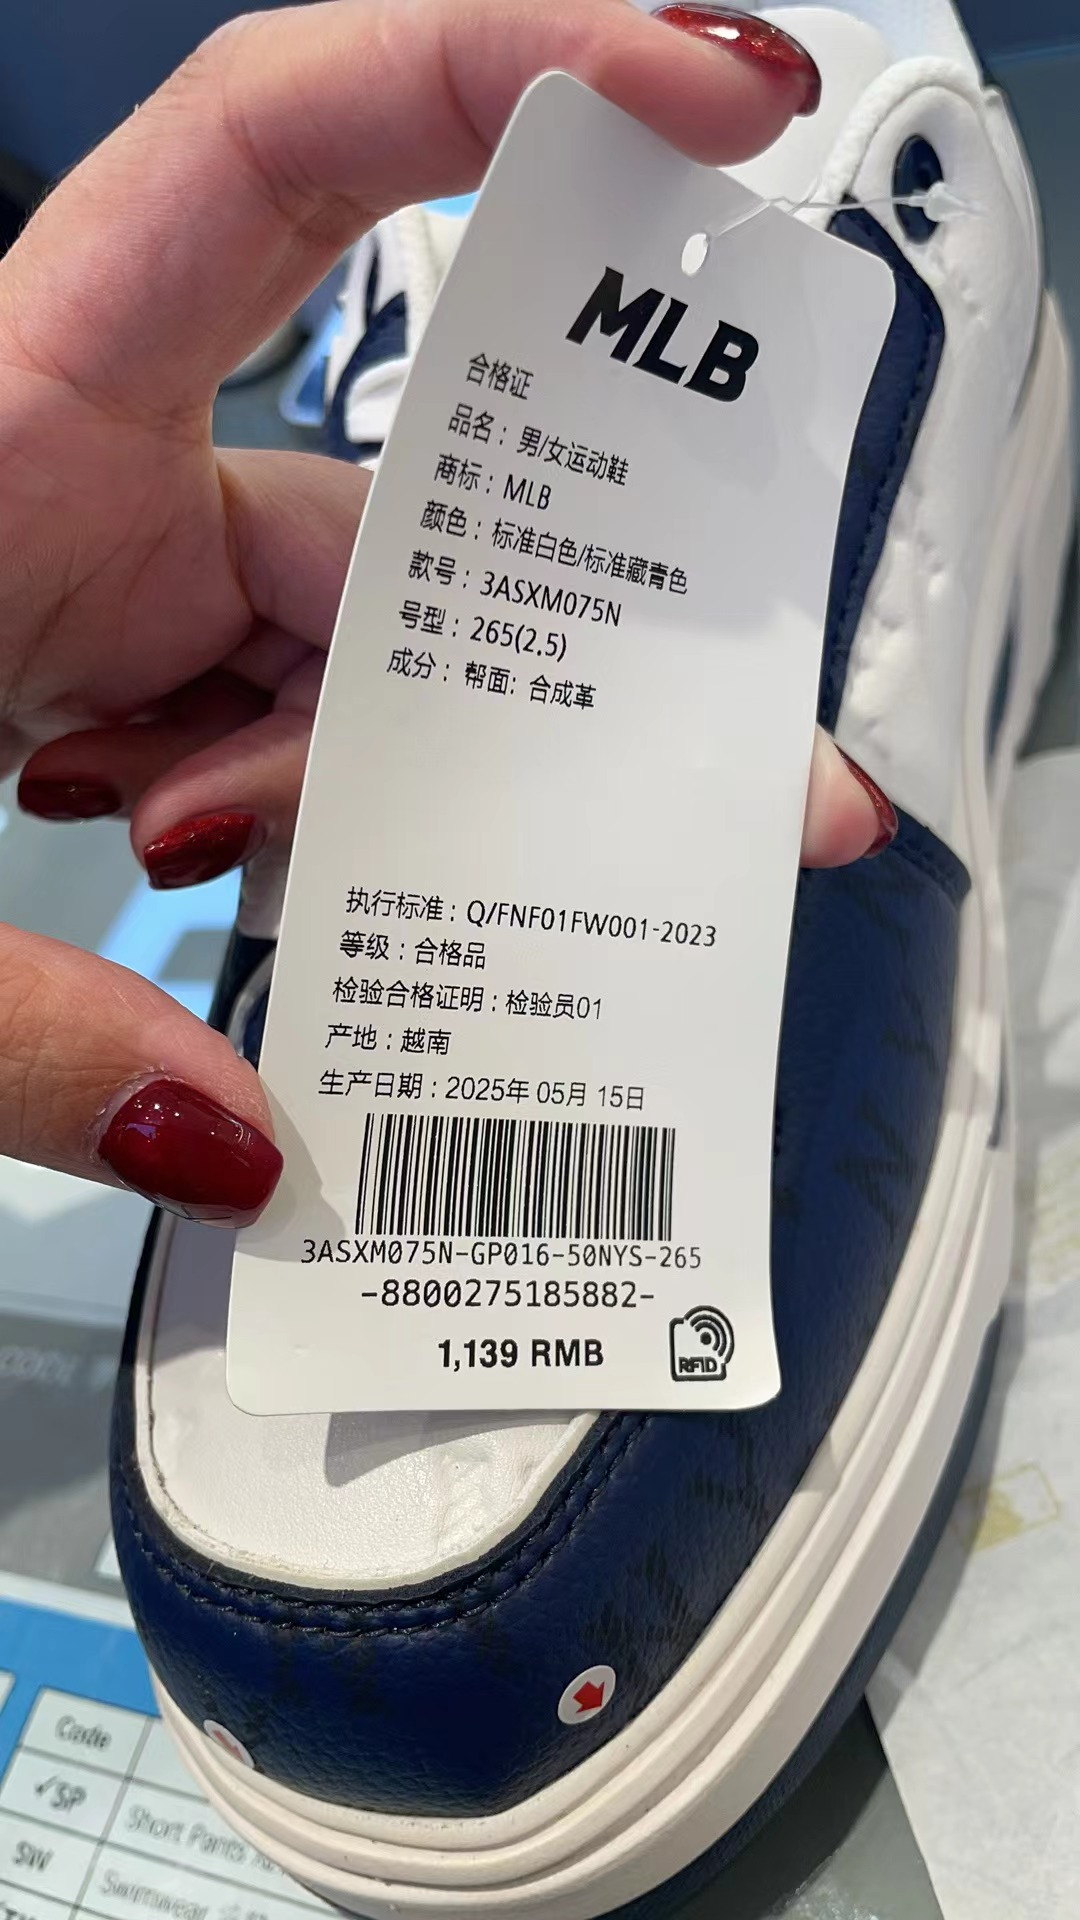 MLB
合格证
品名：男/女运动鞋
商标：MLB
颜色：标准白色/标准藏青色
款号：3ASXM075N
号型：265(2.5)
成分：帮面: 合成革
执行标准：Q/FNF01FW001-2023
等级：合格品
检验合格证明：检验员01
产地：越南
生产日期：2025年 05月 15日
3ASXM075N-GP016-50NYS-265
-8800275185882-
1,139 RMB
RFID
Code
✓SP
Short Pants
SW
Swimwear